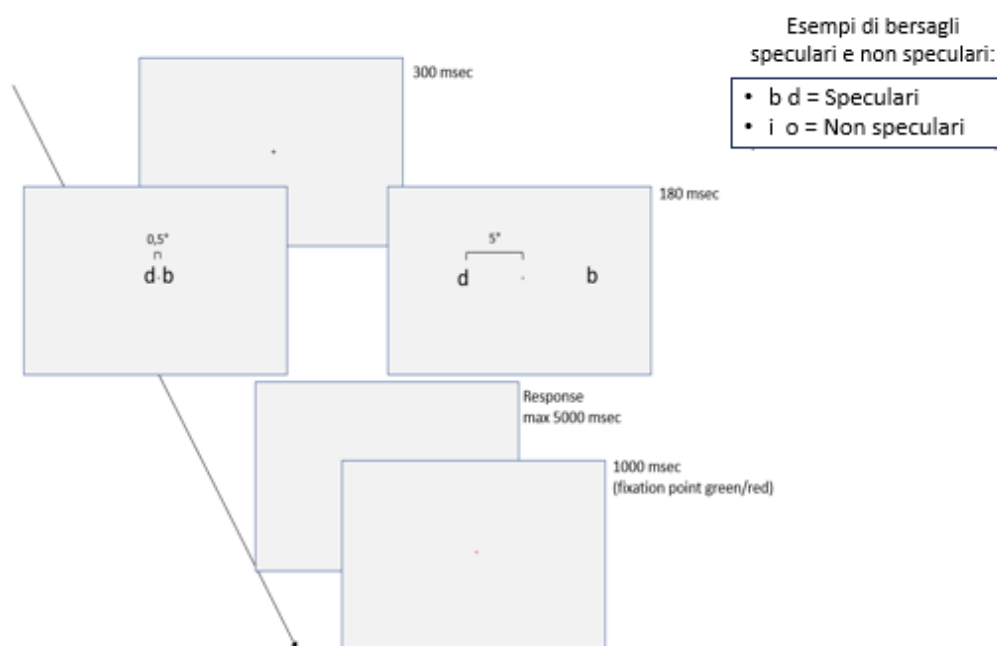 Esempi di bersagli
speculari e non speculari:
• b d = Speculari
• i o = Non speculari
300 msec
180 msec
0,5°
d b
5°
d b
Response
max 5000 msec
1000 msec
(fixation point green/red)